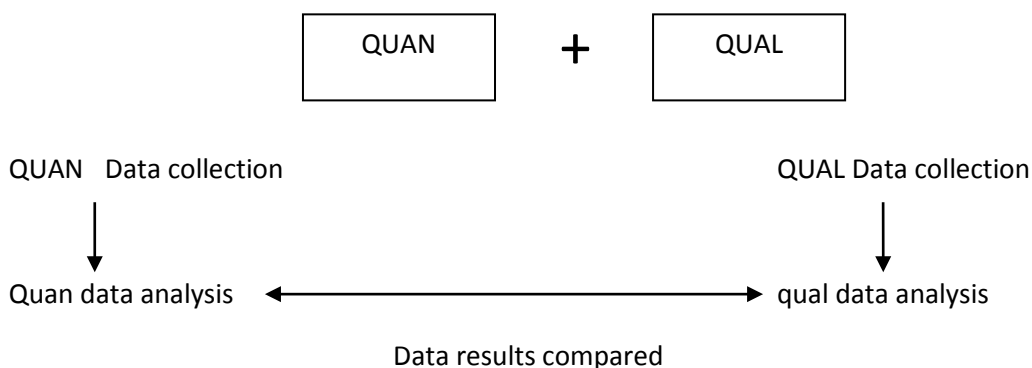 QUAN + QUAL
QUAN Data collection QUAL Data collection
Quan data analysis qual data analysis
Data results compared